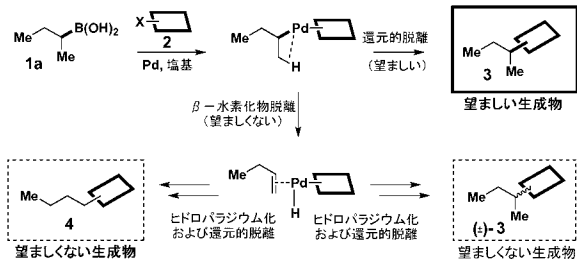 Me
B(OH)₂
Me
1a
X
2
Pd, 塩基
Me
Pd
H
還元的脱離
(望ましい)
Me
3
望ましい生成物
β－水素化物脱離
(望ましくない)
Me
4
望ましくない生成物
ヒドロパラジウム化
および還元的脱離
Pd
H
ヒドロパラジウム化
および還元的脱離
Me
(±)-3
望ましくない生成物